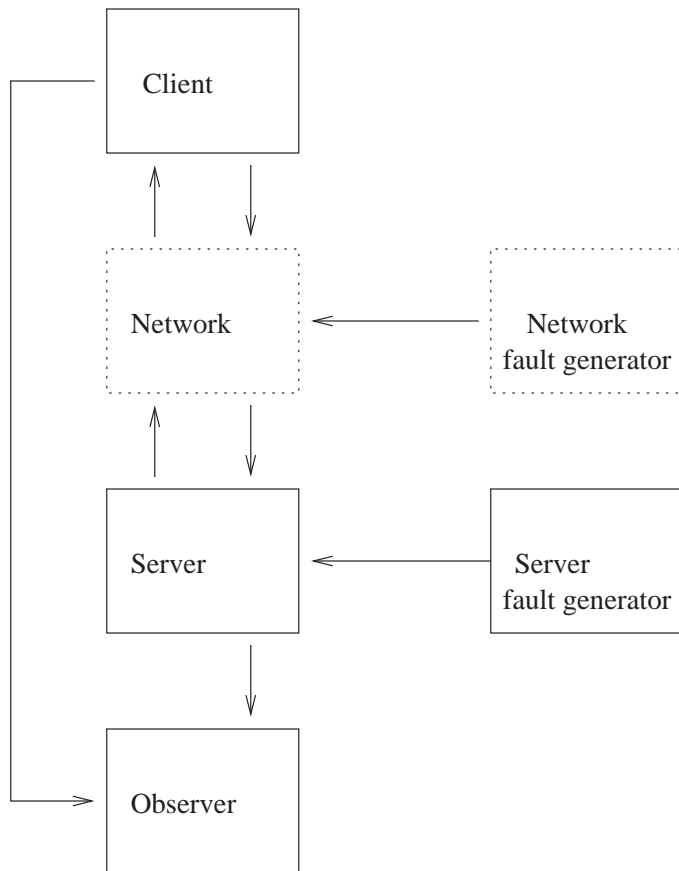 Client
Network
Network
fault generator
Server
Server
fault generator
Observer